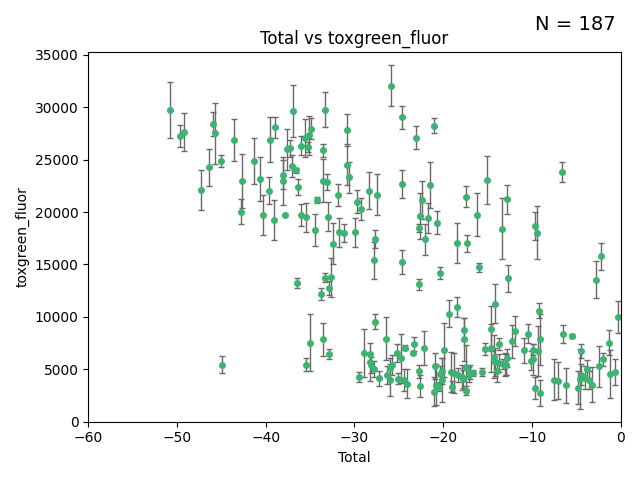 N = 187
Total vs toxgreen_fluor
35000
30000
25000
20000
15000
10000
5000
0
toxgreen_fluor
−60 −50 −40 −30 −20 −10 0
Total